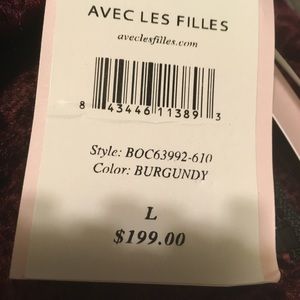 AVEC LES FILLES
aveclesfilles.com
8 43446 11389 3
Style: BOC63992-610
Color: BURGUNDY
L
$199.00